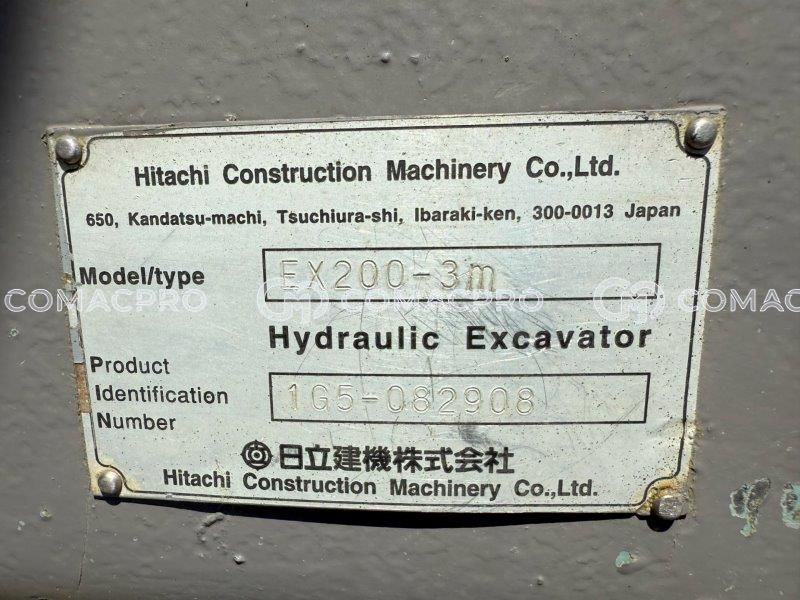 Hitachi Construction Machinery Co.,Ltd.
650, Kandatsu-machi, Tsuchiura-shi, Ibaraki-ken, 300-0013 Japan
Model/type EX200-3m
COMACPRO COMACPRO COMAC
Hydraulic Excavator
Product
Identification
Number
1G5-082908
日立建機株式会社
Hitachi Construction Machinery Co.,Ltd.